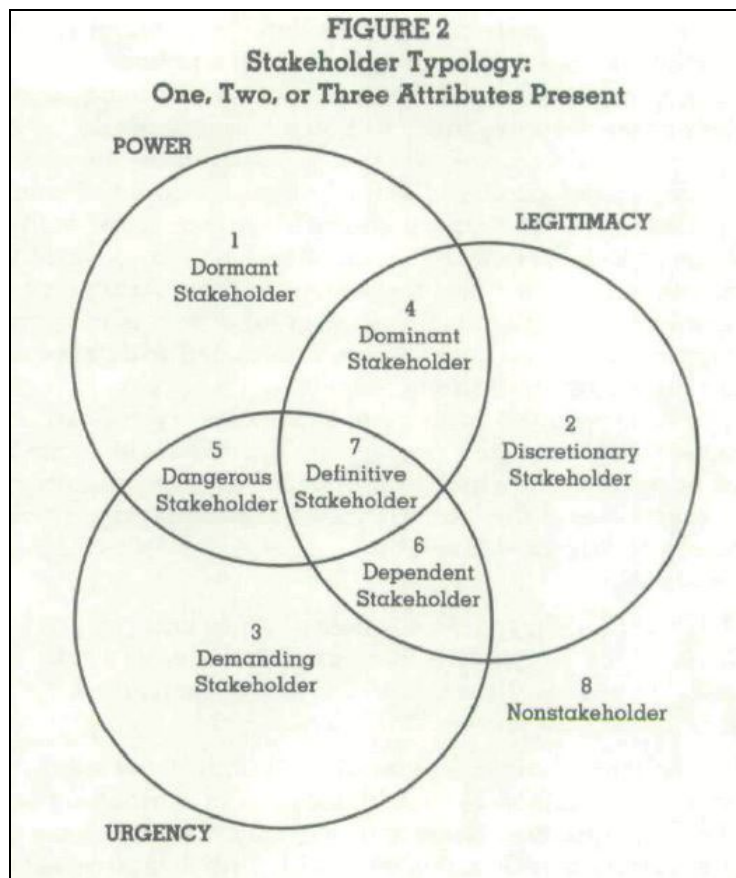 FIGURE 2
Stakeholder Typology:
One, Two, or Three Attributes Present
POWER
LEGITIMACY
1
Dormant
Stakeholder
4
Dominant
Stakeholder
2
Discretionary
Stakeholder
5
Dangerous
Stakeholder
7
Definitive
Stakeholder
6
Dependent
Stakeholder
3
Demanding
Stakeholder
8
Nonstakeholder
URGENCY